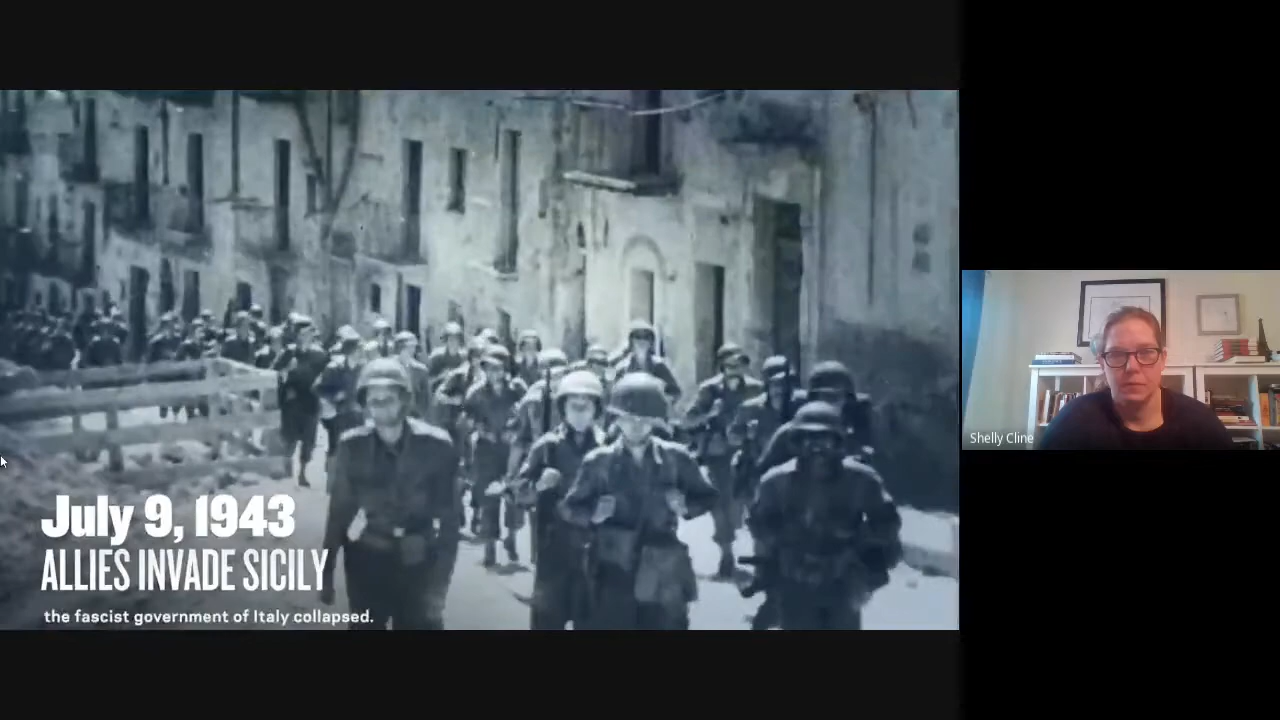 July 9, 1943
ALLIES INVADE SICILY
the fascist government of Italy collapsed.
Shelly Cline